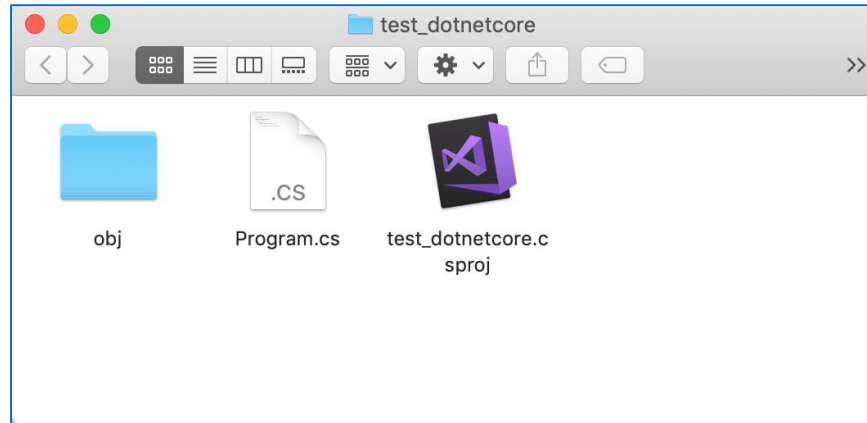 test_dotnetcore
.CS
obj
Program.cs
test_dotnetcore.c
sproj